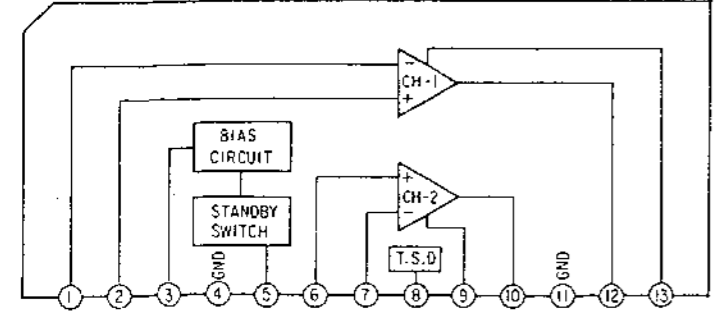 −
CH-1
+
BIAS
CIRCUIT
+
CH-2
−
STANDBY
SWITCH
GND
T.S.D
GND
1 2 3 4 5 6 7 8 9 10 11 12 13